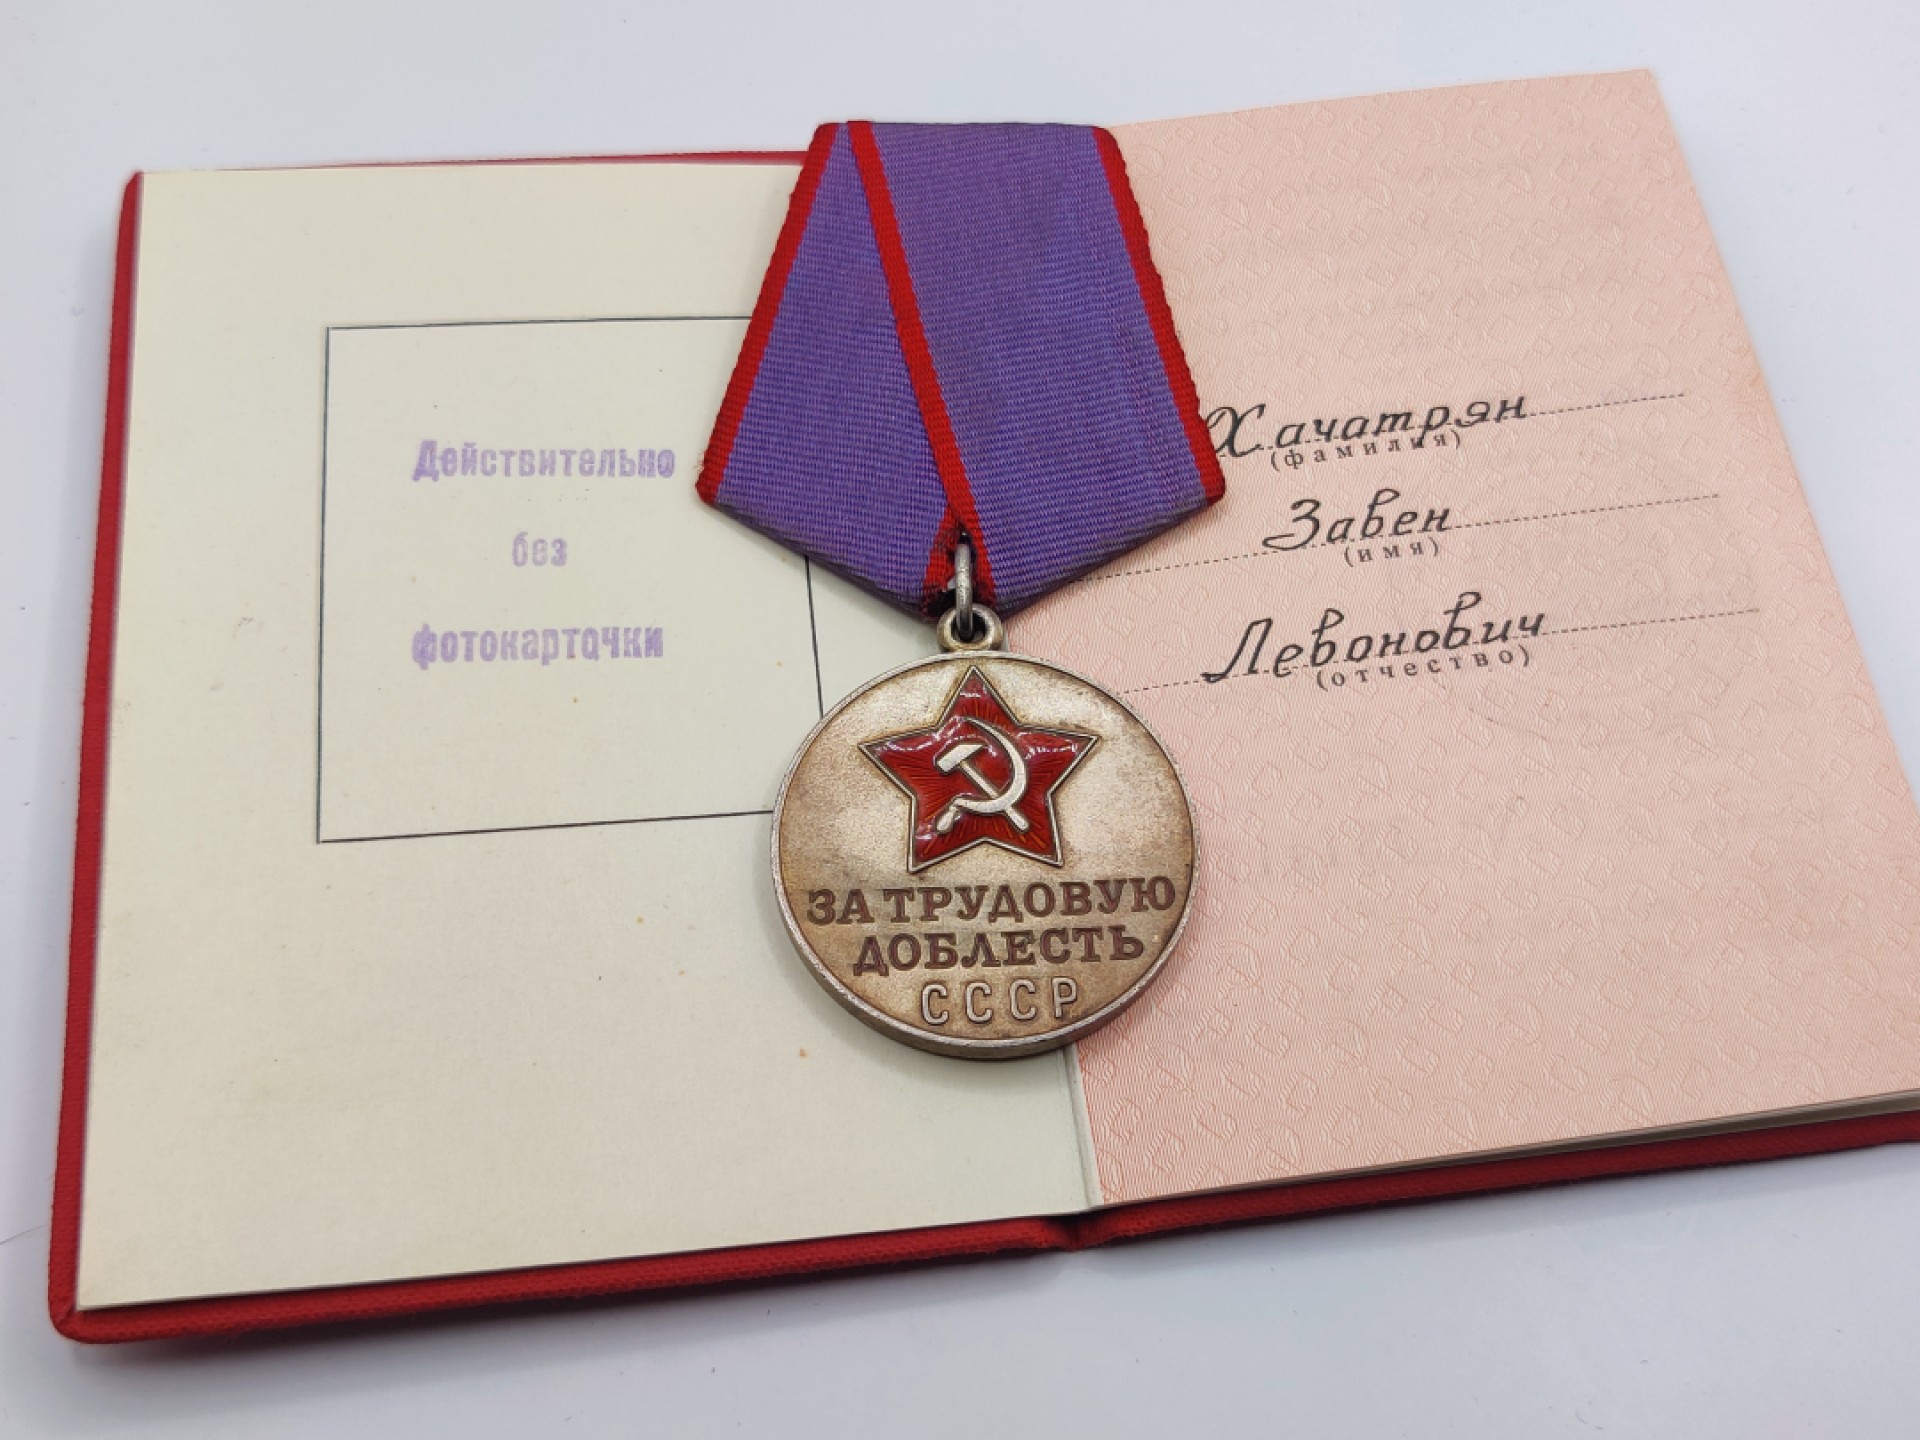 Действительно
без
фотокарточки
Хачатрян
(фамилия)
Завен
(имя)
Левонович
(отчество)
ЗА ТРУДОВУЮ
ДОБЛЕСТЬ
СССР